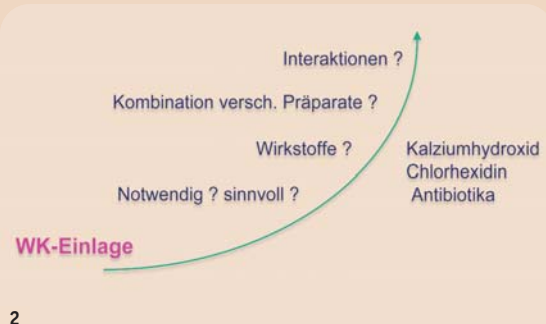 Interaktionen ?
Kombination versch. Präparate ?
Wirkstoffe ?
Kalziumhydroxid
Chlorhexidin
Antibiotika
Notwendig ? sinnvoll ?
WK-Einlage
2